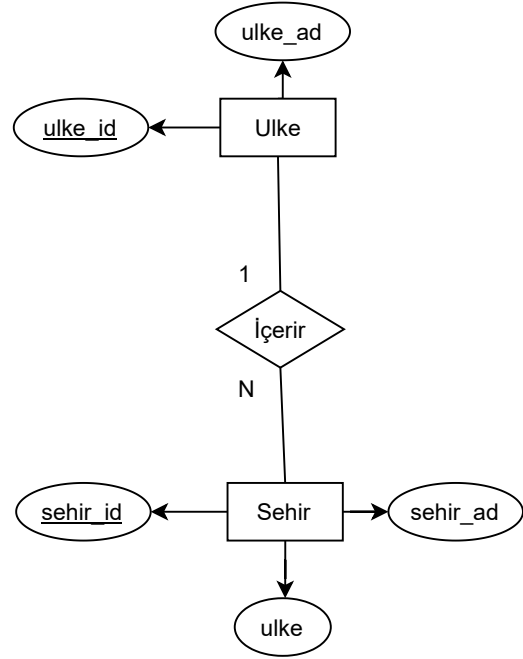 ulke_ad
ulke_id
Ulke
1
İçerir
N
sehir_id
Sehir
sehir_ad
ulke